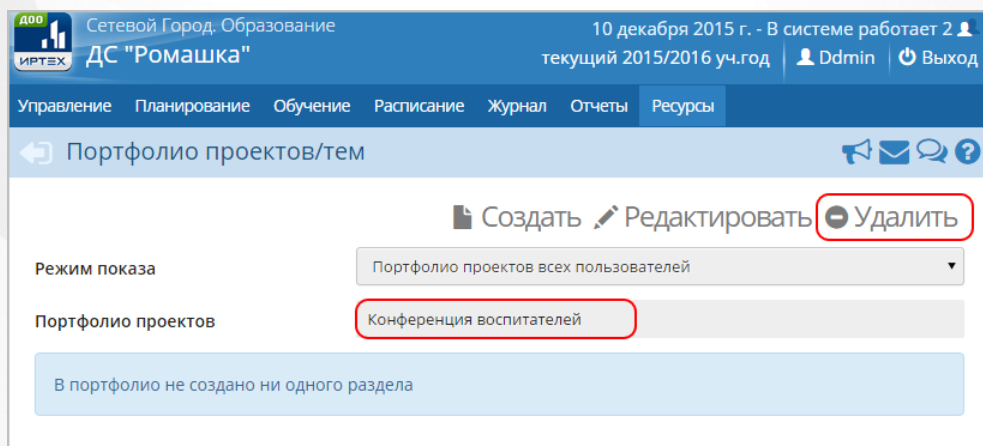 ДОО
ИРТЕХ
Сетевой Город. Образование
ДС "Ромашка"
10 декабря 2015 г. - В системе работает 2
текущий 2015/2016 уч.год Ddmin Выход
Управление Планирование Обучение Расписание Журнал Отчеты Ресурсы
Портфолио проектов/тем ?
Создать Редактировать Удалить
Режим показа Портфолио проектов всех пользователей
Портфолио проектов Конференция воспитателей
В портфолио не создано ни одного раздела